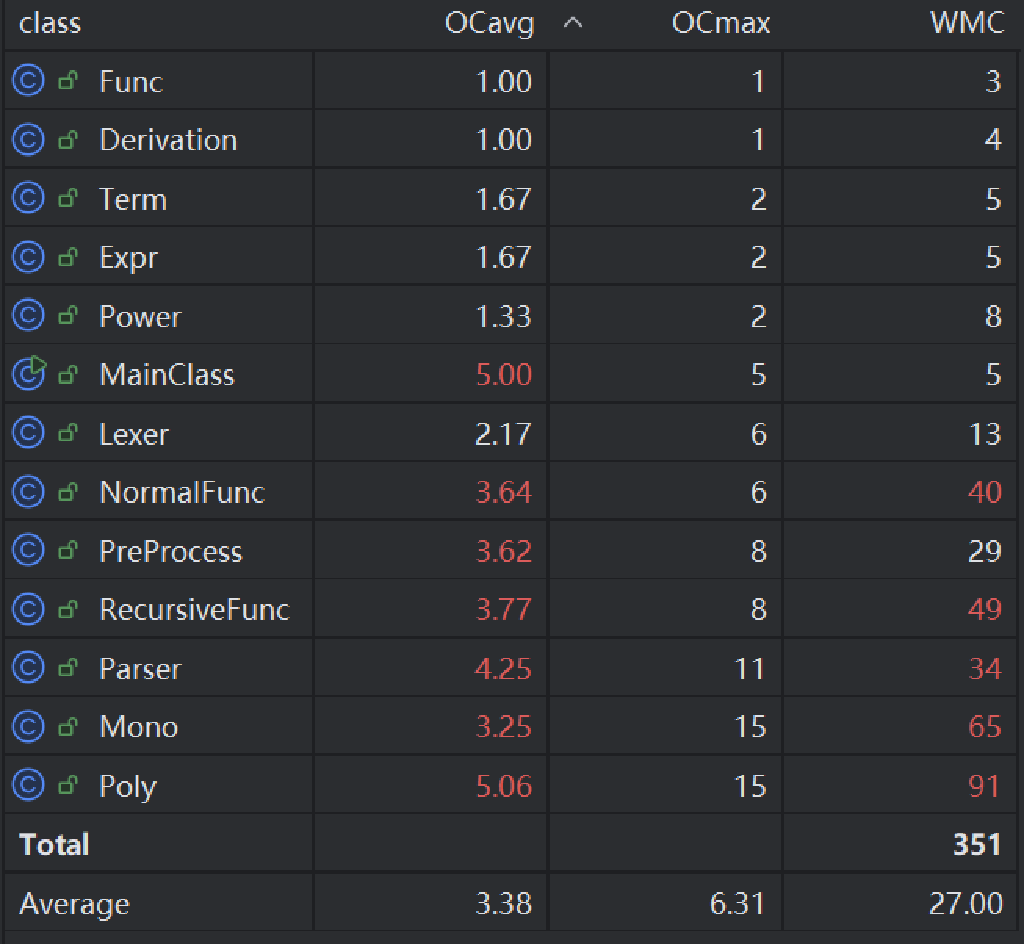 class OCavg OCmax WMC
Func 1.00 1 3
Derivation 1.00 1 4
Term 1.67 2 5
Expr 1.67 2 5
Power 1.33 2 8
MainClass 5.00 5 5
Lexer 2.17 6 13
NormalFunc 3.64 6 40
PreProcess 3.62 8 29
RecursiveFunc 3.77 8 49
Parser 4.25 11 34
Mono 3.25 15 65
Poly 5.06 15 91
Total 351
Average 3.38 6.31 27.00